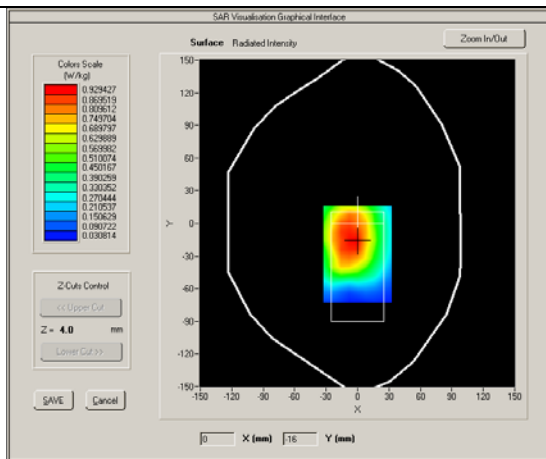 SAR Visualisation Graphical Interface
Surface Radiated Intensity
Zoom In/Out
Colors Scale
(W/kg)
0.929427
0.869519
0.809612
0.749704
0.689797
0.629889
0.569982
0.510074
0.450167
0.390259
0.330352
0.270444
0.210537
0.150629
0.090722
0.030814
Z-Cuts Control
<< Upper Cut
Z = 4.0 mm
Lower Cut >>
SAVE
Cancel
150
120
90
60
30
0
-30
-60
-90
-120
-150
Y
-150 -120 -90 -60 -30 0 30 60 90 120 150
X
0 X (mm) -16 Y (mm)